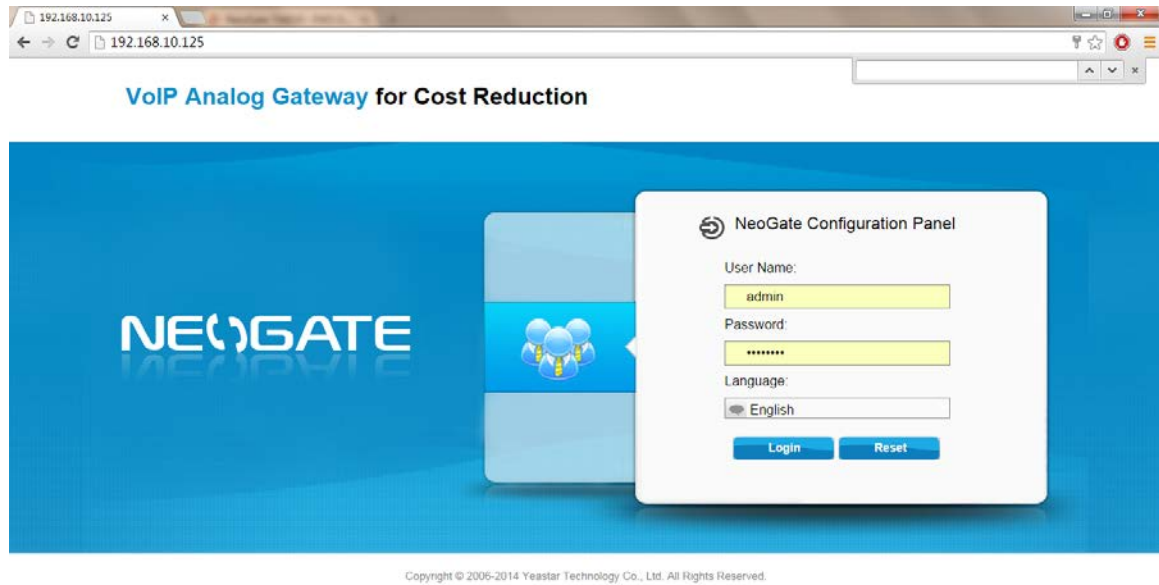 192.168.10.125
192.168.10.125
VoIP Analog Gateway for Cost Reduction
NEOGATE
NeoGate Configuration Panel
User Name:
admin
Password:
••••••••
Language:
English
Login Reset
Copyright © 2006-2014 Yeastar Technology Co., Ltd. All Rights Reserved.